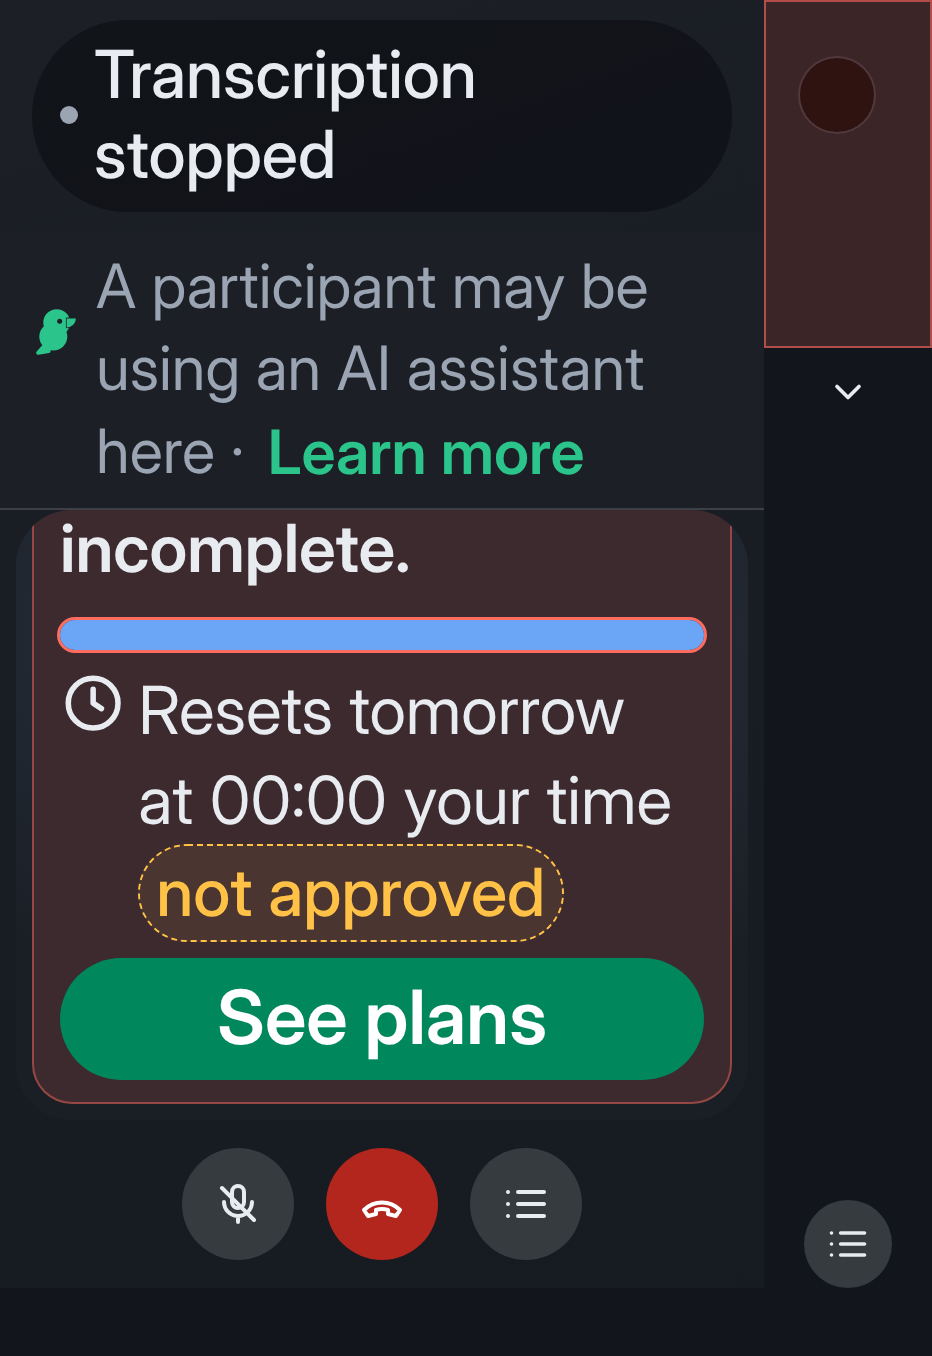 Transcription
stopped
A participant may be
using an AI assistant
here · Learn more
incomplete.
Resets tomorrow
at 00:00 your time
not approved
See plans